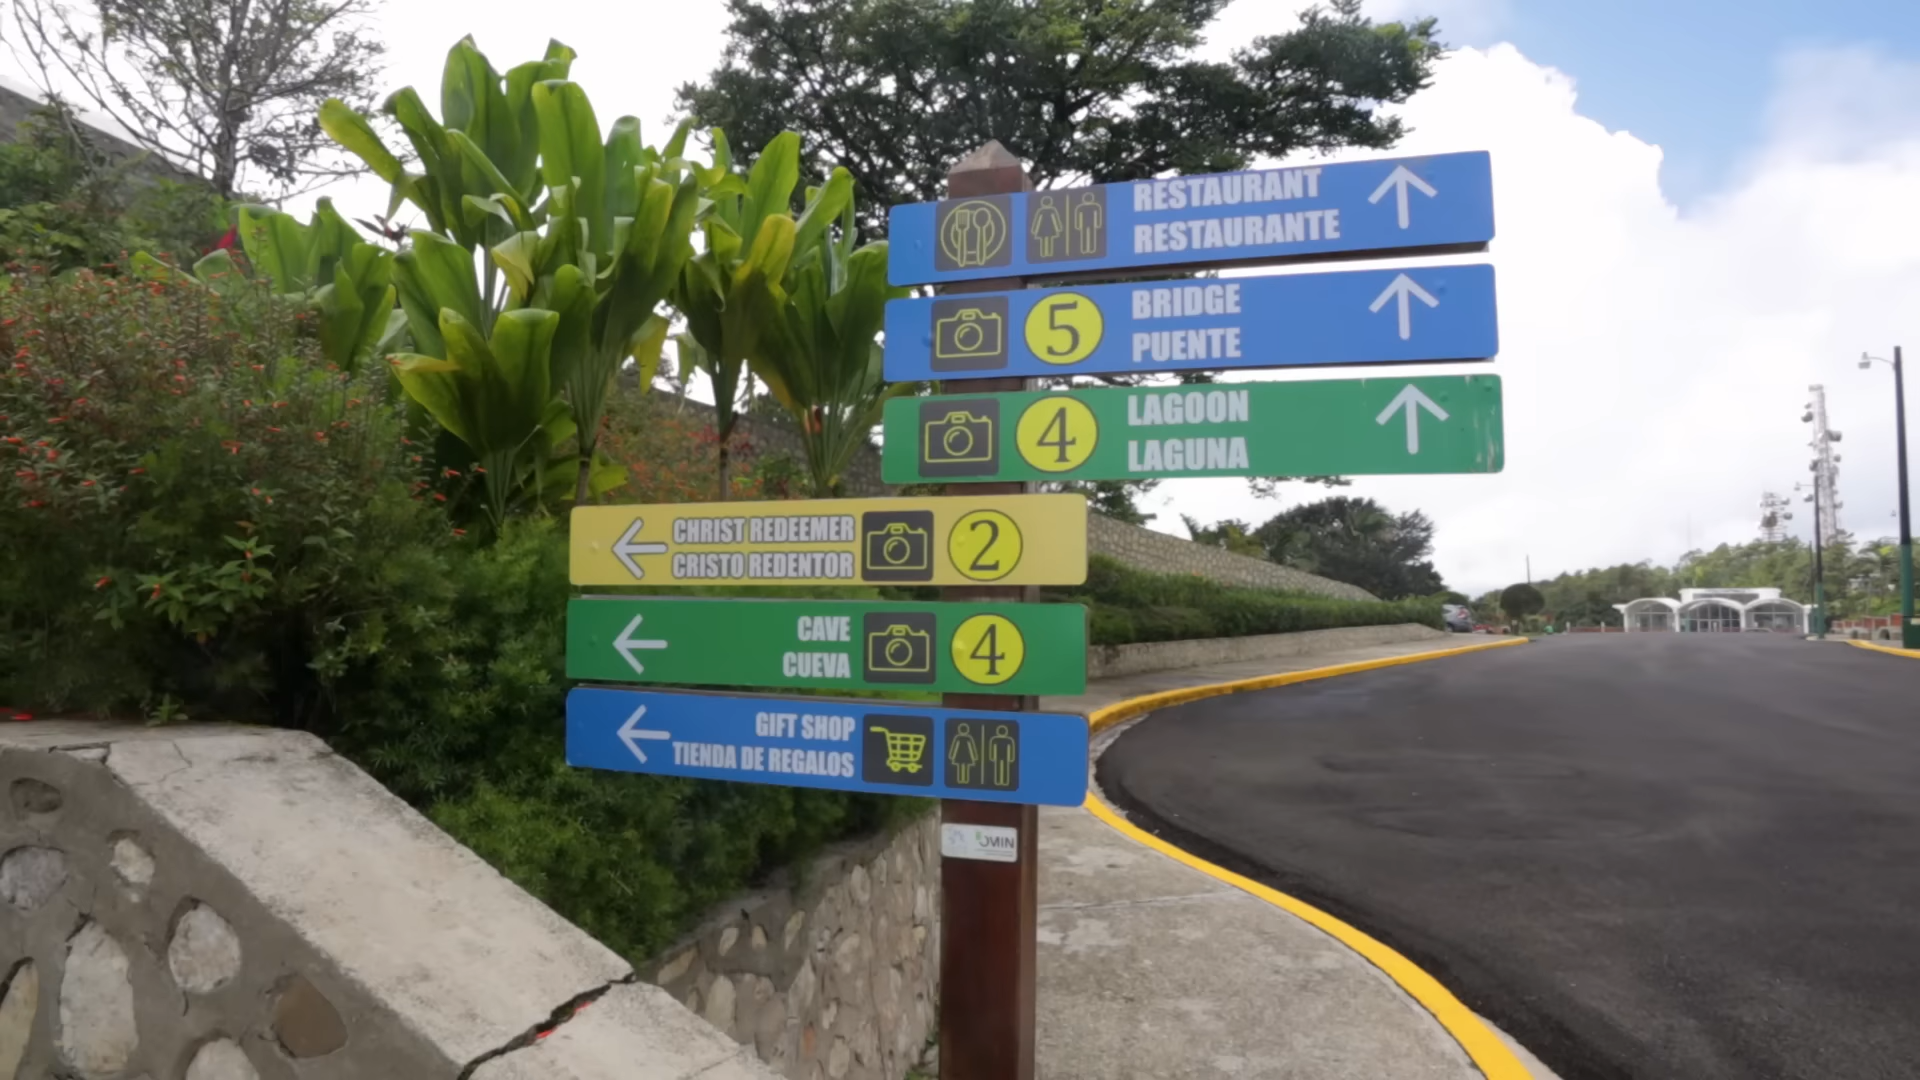 RESTAURANT
RESTAURANTE
5
BRIDGE
PUENTE
4
LAGOON
LAGUNA
CHRIST REDEEMER
CRISTO REDENTOR
2
CAVE
CUEVA
4
GIFT SHOP
TIENDA DE REGALOS